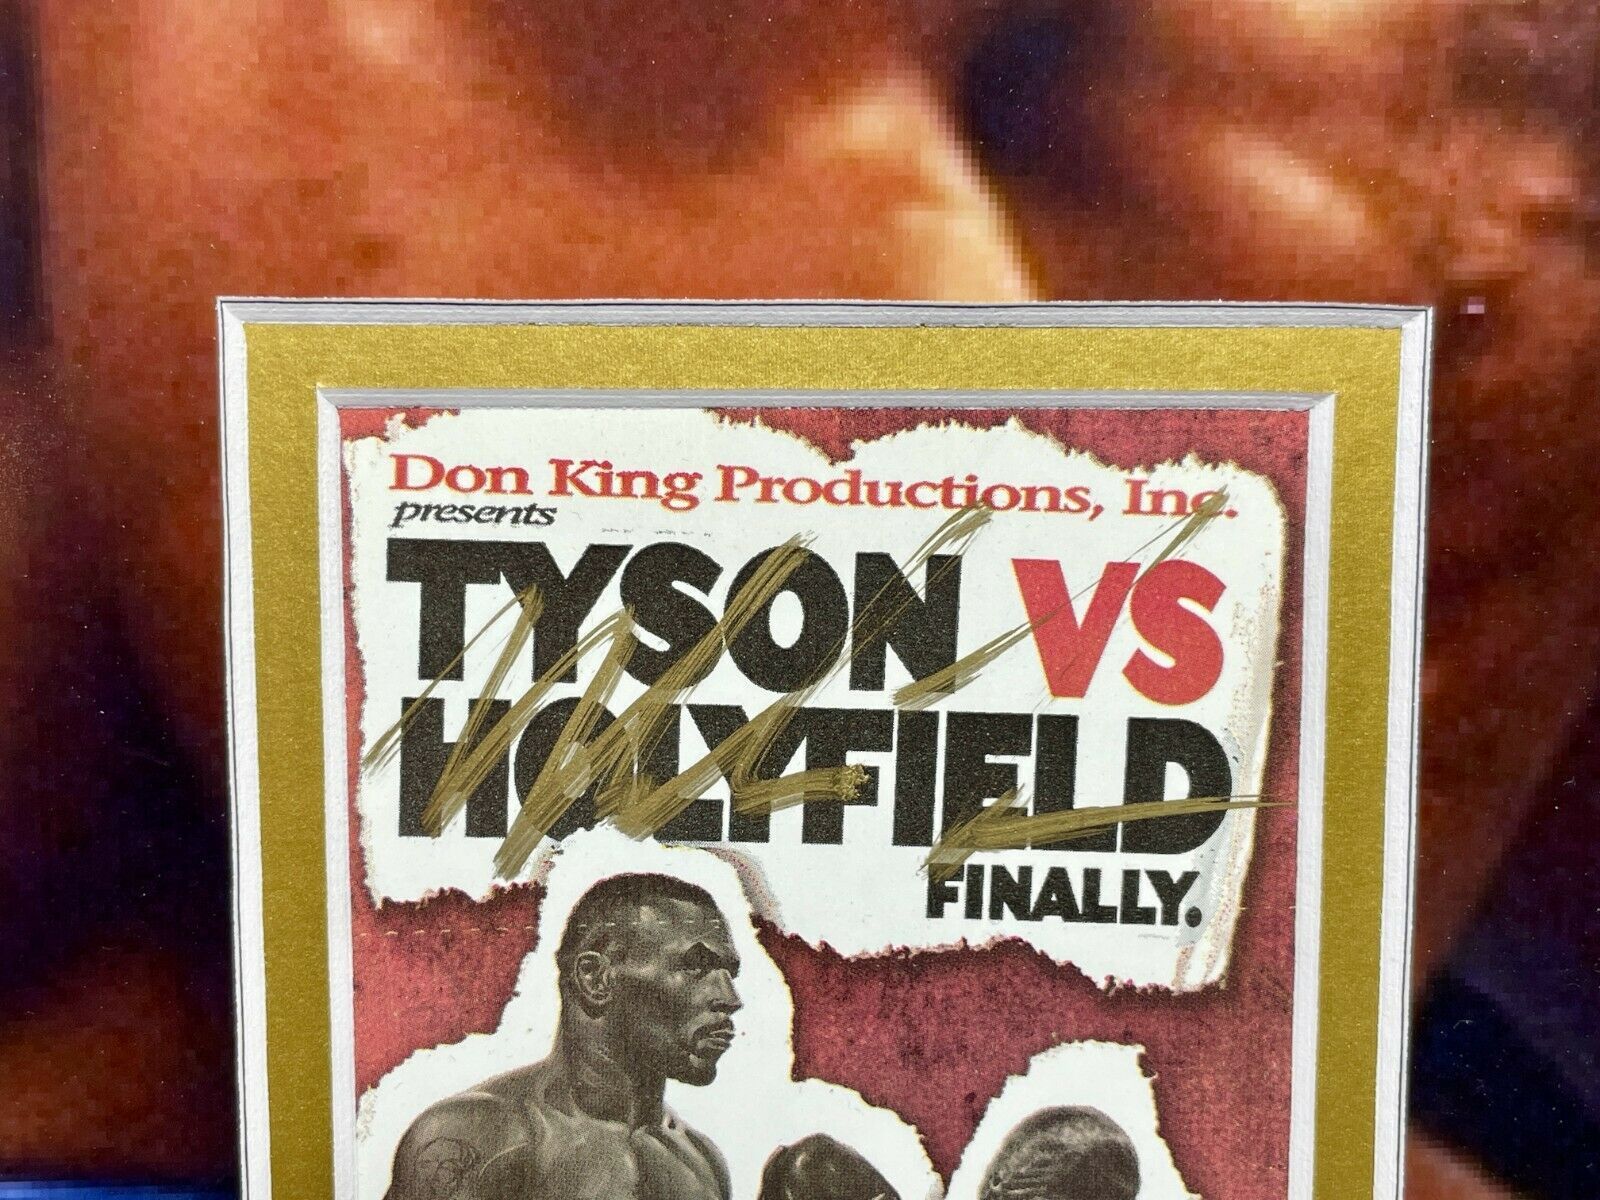 Don King Productions, Inc.
presents
TYSON VS
HOLYFIELD
FINALLY.